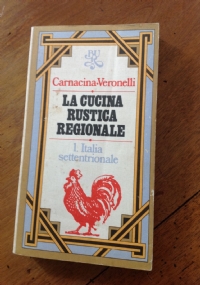 BUR
Carnacina-Veronelli
LA CUCINA
RUSTICA
REGIONALE
1. Italia
settentrionale